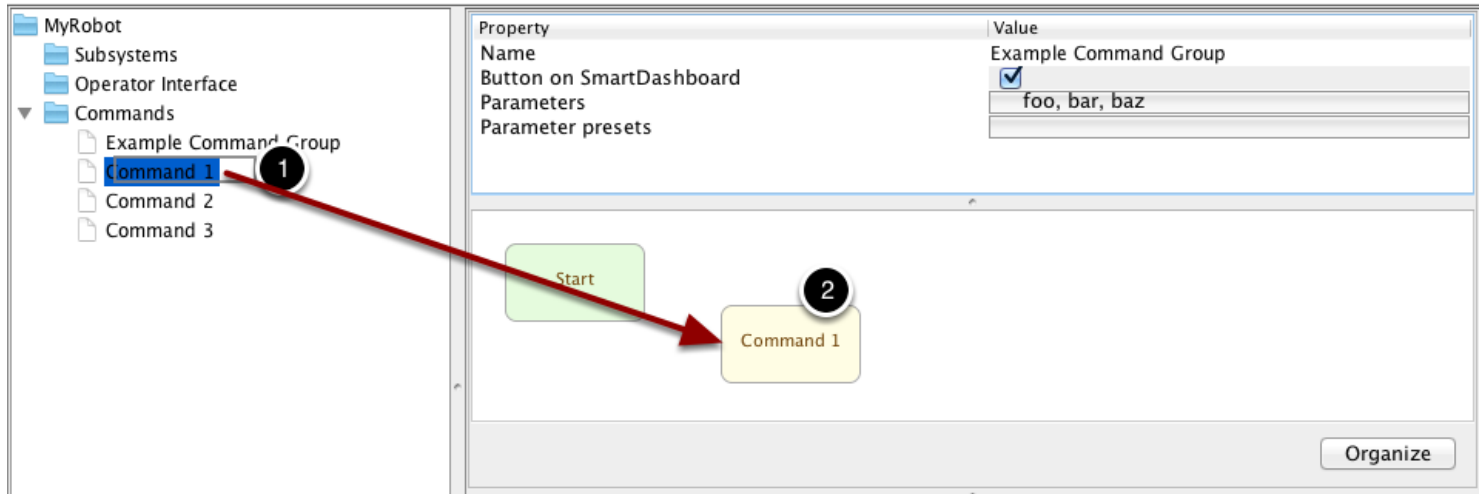 MyRobot
Subsystems
Operator Interface
Commands
Example Command Group
Command 1
1
Command 2
Command 3
Property Value
Name Example Command Group
Button on SmartDashboard
Parameters foo, bar, baz
Parameter presets
Start
2
Command 1
Organize